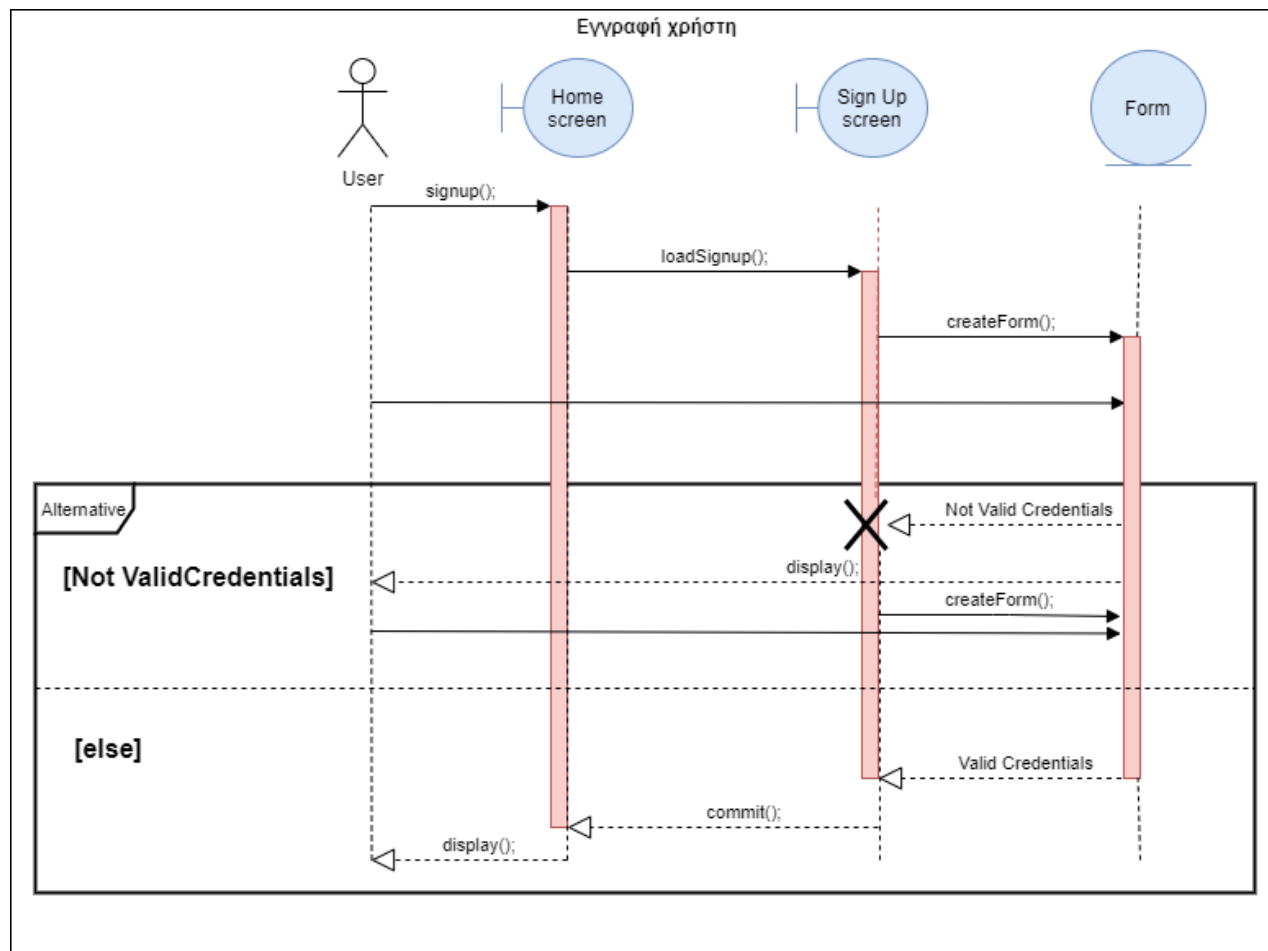 Εγγραφή χρήστη
Home
screen
Sign Up
screen
Form
User
signup();
loadSignup();
createForm();
Alternative
Not Valid Credentials
[Not ValidCredentials]
display();
createForm();
[else]
Valid Credentials
commit();
display();